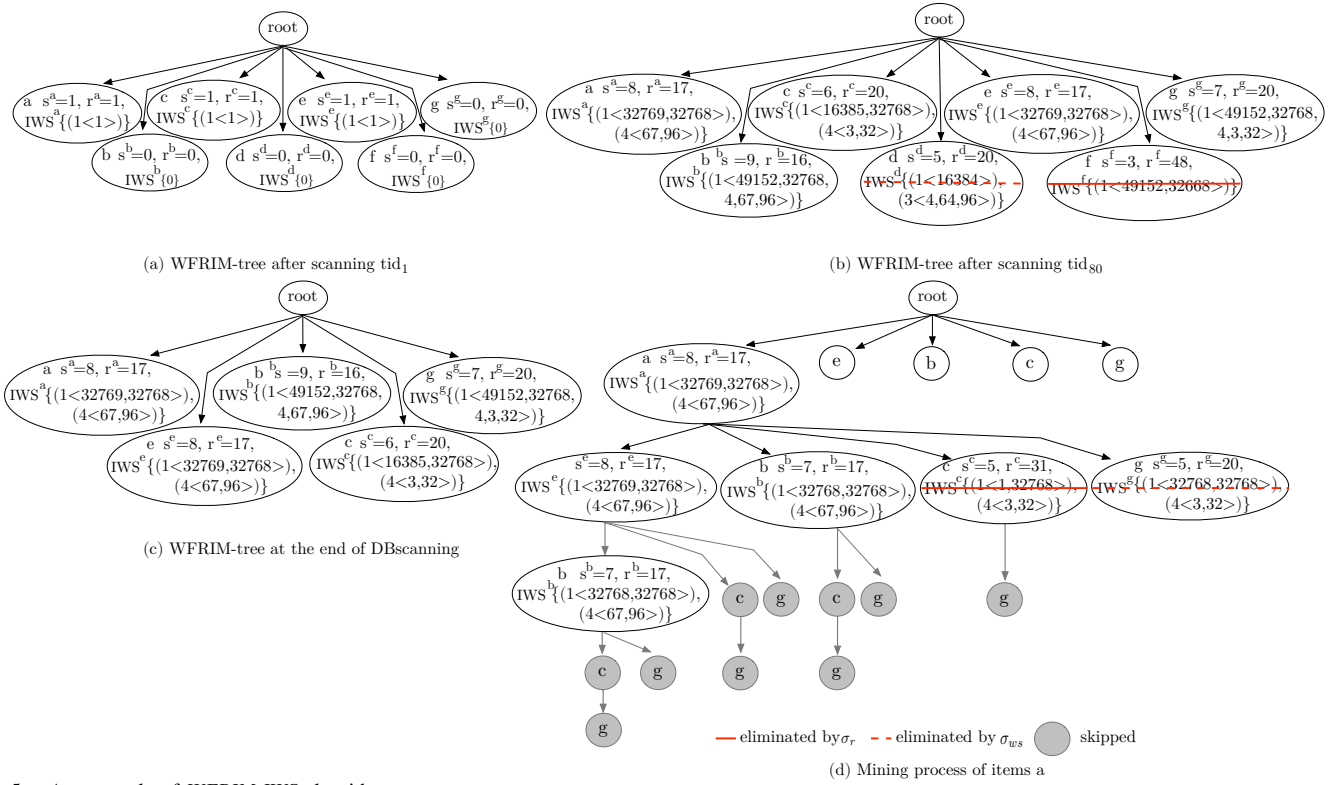 root
a s^a=1, r^a=1,
IWS^a{(1<1>)}
c s^c=1, r^c=1,
IWS^c{(1<1>)}
e s^e=1, r^e=1,
IWS^e{(1<1>)}
g s^g=0, r^g=0,
IWS^g{0}
b s^b=0, r^b=0,
IWS^b{0}
d s^d=0, r^d=0,
IWS^d{0}
f s^f=0, r^f=0,
IWS^f{0}
(a) WFRIM-tree after scanning tid₁
root
a s^a=8, r^a=17,
IWS^a{(1<32769,32768>),
(4<67,96>)}
c s^c=6, r^c=20,
IWS^c{(1<16385,32768>),
(4<3,32>)}
e s^e=8, r^e=17,
IWS^e{(1<32769,32768>),
(4<67,96>)}
g s^g=7, r^g=20,
IWS^g{(1<49152,32768,
4,3,32>)}
b b_s=9, r^b=16,
IWS^b{(1<49152,32768,
4,67,96>)}
d s^d=5, r^d=20,
IWS^d{(1<16384>),
(3<4,64,96>)}
f s^f=3, r^f=48,
IWS^f{(1<49152,32668>)}
(b) WFRIM-tree after scanning tid₈₀
root
a s^a=8, r^a=17,
IWS^a{(1<32769,32768>),
(4<67,96>)}
b b_s=9, r^b=16,
IWS^b{(1<49152,32768,
4,67,96>)}
g s^g=7, r^g=20,
IWS^g{(1<49152,32768,
4,3,32>)}
e s^e=8, r^e=17,
IWS^e{(1<32769,32768>),
(4<67,96>)}
c s^c=6, r^c=20,
IWS^c{(1<16385,32768>),
(4<3,32>)}
(c) WFRIM-tree at the end of DBscanning
root
a s^a=8, r^a=17,
IWS^a{(1<32769,32768>),
(4<67,96>)}
e
b
c
g
s^e=8, r^e=17,
IWS^e{(1<32769,32768>),
(4<67,96>)}
b s^b=7, r^b=17,
IWS^b{(1<32768,32768>),
(4<67,96>)}
c s^c=5, r^c=31,
IWS^c{(1<1,32768>),
(4<3,32>)}
g s^g=5, r^g=20,
IWS^g{(1<32768,32768>),
(4<3,32>)}
b s^b=7, r^b=17,
IWS^b{(1<32768,32768>),
(4<67,96>)}
c
g
c
g
g
c
g
g
g
g
eliminated by σ_r
eliminated by σ_ws
skipped
(d) Mining process of items a